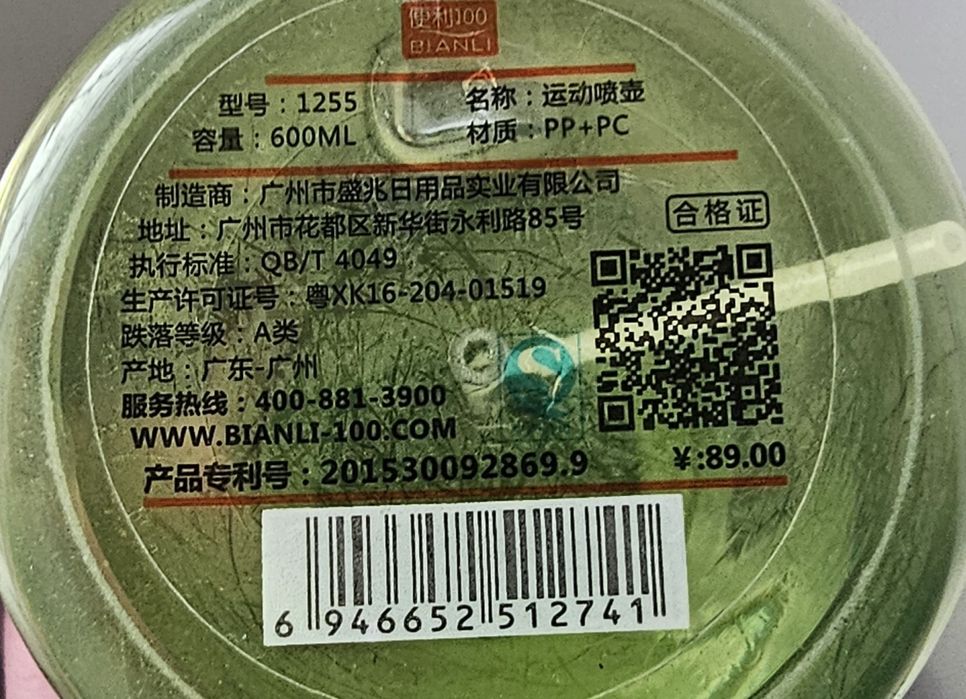 便利100
BIANLI
型号：1255 名称：运动喷壶
容量：600ML 材质：PP+PC
制造商：广州市盛兆日用品实业有限公司
地址：广州市花都区新华街永利路85号
合格证
执行标准：QB/T 4049
生产许可证号：粤XK16-204-01519
跌落等级：A类
产地：广东-广州
服务热线：400-881-3900
WWW.BIANLI-100.COM
产品专利号：201530092869.9
￥:89.00
6 946652 512741